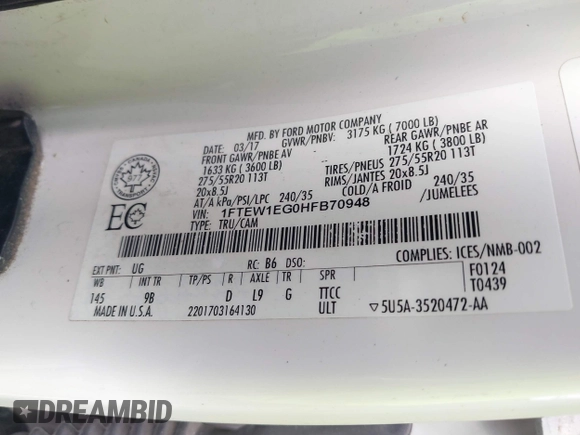 MFD. BY FORD MOTOR COMPANY
DATE: 03/17 GVWR/PNBV: 3175 KG ( 7000 LB)
FRONT GAWR/PNBE AV REAR GAWR/PNBE AR
1633 KG ( 3600 LB) 1724 KG ( 3800 LB)
275/55R20 113T TIRES/PNEUS 275/55R20 113T
20x8.5J RIMS/JANTES 20x8.5J
AT/A kPa/PSI/LPC 240/35 COLD/A FROID 240/35
/JUMELEES
VIN: 1FTEW1EG0HFB70948
TYPE: TRU/CAM
EC
COMPLIES: ICES/NMB-002
EXT PNT: UG RC: B6 DSO:
F0124
T0439
WB INT TR TP/PS R AXLE TR SPR
145 9B D L9 G TTCC
MADE IN U.S.A. 2201703164130 ULT ▽5U5A-3520472-AA
DREAMBID